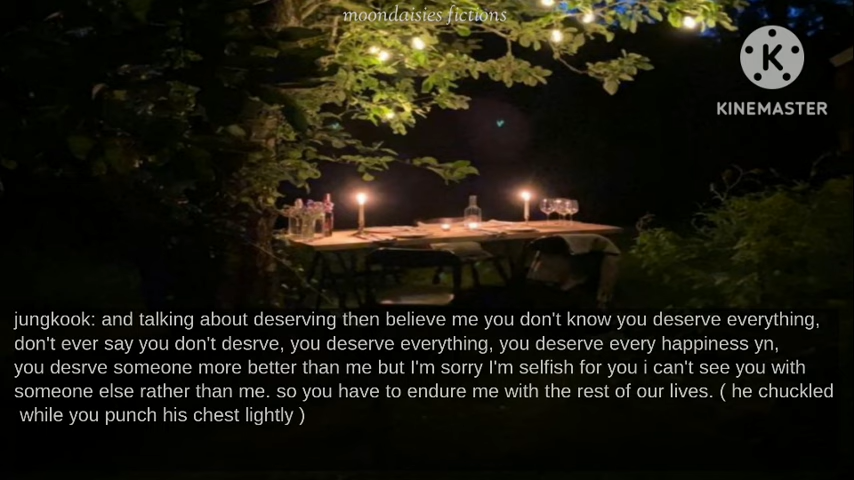 moondaisies fictions
KINEMASTER
jungkook: and talking about deserving then believe me you don't know you deserve everything,
don't ever say you don't desrve, you deserve everything, you deserve every happiness yn,
you desrve someone more better than me but I'm sorry I'm selfish for you i can't see you with
someone else rather than me. so you have to endure me with the rest of our lives. ( he chuckled
while you punch his chest lightly )